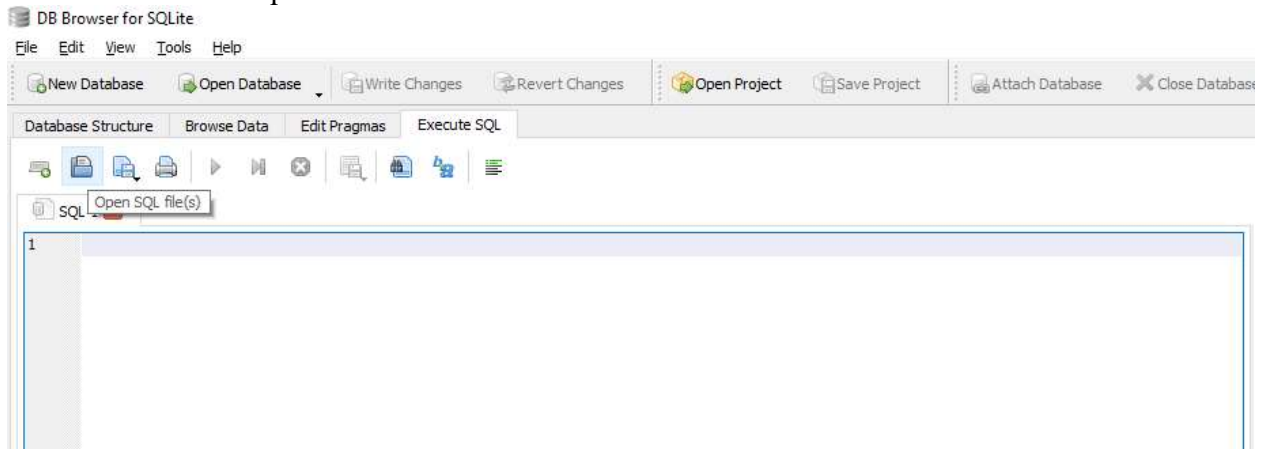 DB Browser for SQLite
File Edit View Tools Help
New Database Open Database Write Changes Revert Changes Open Project Save Project Attach Database Close Database
Database Structure Browse Data Edit Pragmas Execute SQL
Open SQL file(s)
SQL
1